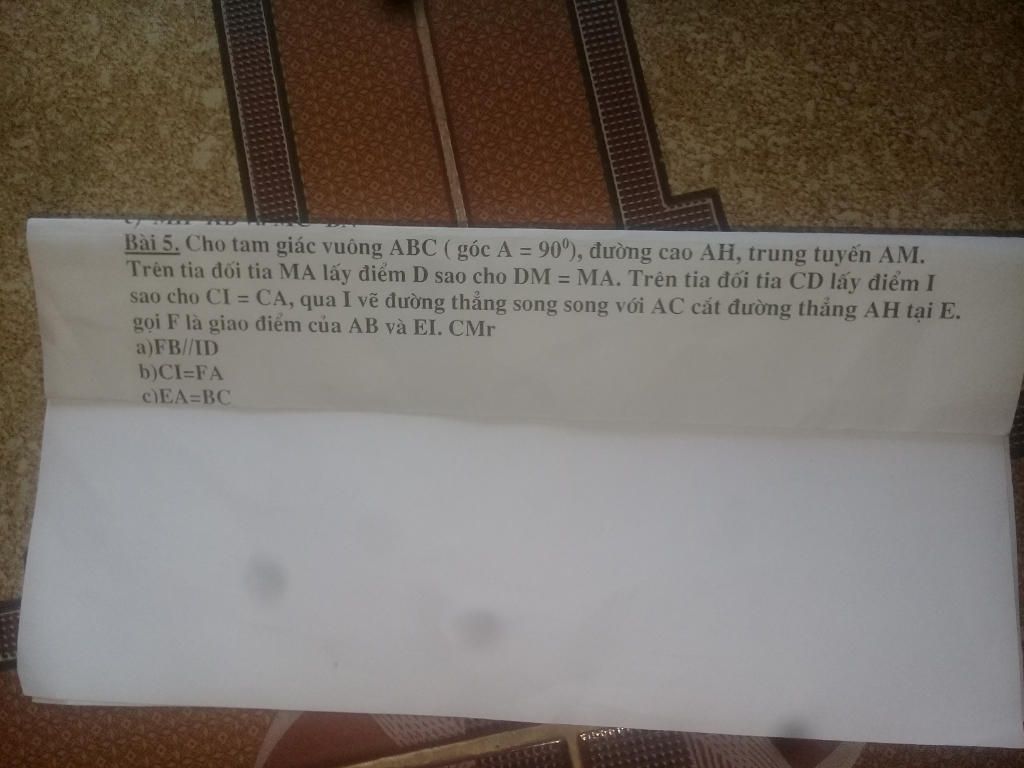 Bài 5. Cho tam giác vuông ABC ( góc A = 90⁰), đường cao AH, trung tuyến AM.
Trên tia đối tia MA lấy điểm D sao cho DM = MA. Trên tia đối tia CD lấy điểm I
sao cho CI = CA, qua I vẽ đường thẳng song song với AC cắt đường thẳng AH tại E.
gọi F là giao điểm của AB và EI. CMr
a)FB//ID
b)CI=FA
c)EA=BC